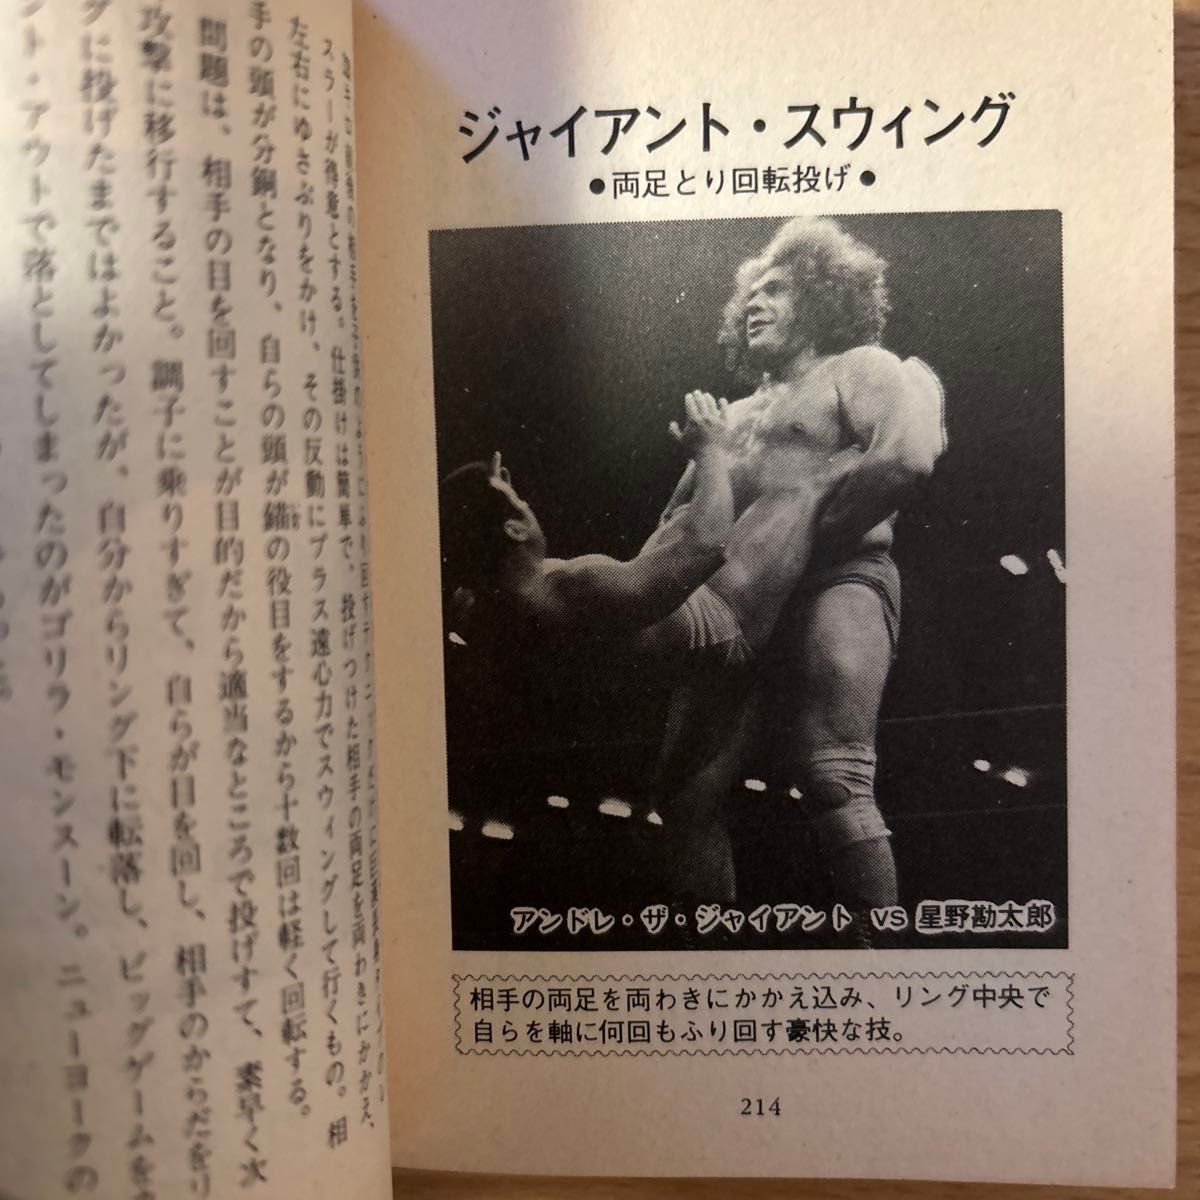 ジャイアント・スウィング
●両足とり回転投げ●
アンドレ・ザ・ジャイアント VS 星野勘太郎
相手の両足を両わきにかかえ込み、リング中央で
自らを軸に何回もふり回す豪快な技。
214
スラーが得意とする。仕掛けは簡単で、投げつけた相手の両足を両わきにかかえ、
左右にゆさぶりをかけ、その反動にプラス遠心力でスウィングして行くもの。相
手の頭が分銅となり、自らの頭が錨の役目をするから十数回は軽く回転する。
問題は、相手の目を回すことが目的だから適当なところで投げすて、素早く次
攻撃に移行すること。調子に乗りすぎて、自らが目を回し、相手のからだをり
グに投げたまではよかったが、自分からリング下に転落し、ビッグゲームを
ント・アウトで落としてしまったのがゴリラ・モンスーン。ニューヨークの